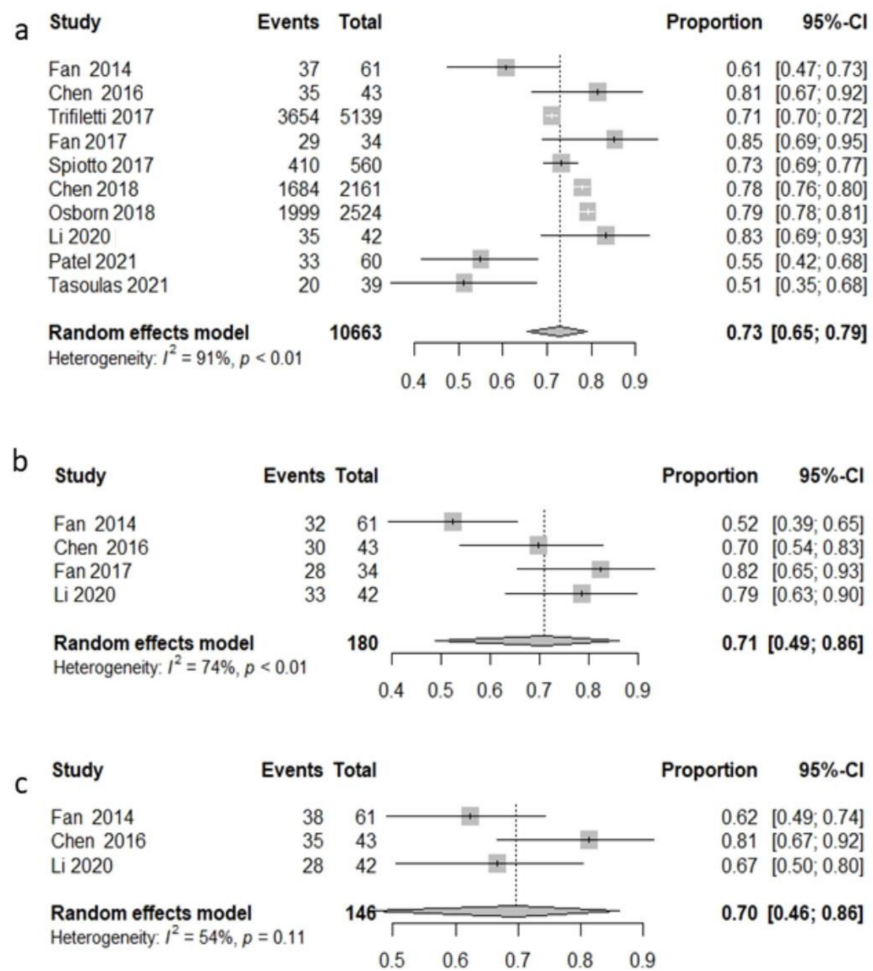 a
Study Events Total Proportion 95%-CI
Fan 2014 37 61 0.61 [0.47; 0.73]
Chen 2016 35 43 0.81 [0.67; 0.92]
Trifiletti 2017 3654 5139 0.71 [0.70; 0.72]
Fan 2017 29 34 0.85 [0.69; 0.95]
Spiotto 2017 410 560 0.73 [0.69; 0.77]
Chen 2018 1684 2161 0.78 [0.76; 0.80]
Osborn 2018 1999 2524 0.79 [0.78; 0.81]
Li 2020 35 42 0.83 [0.69; 0.93]
Patel 2021 33 60 0.55 [0.42; 0.68]
Tasoulas 2021 20 39 0.51 [0.35; 0.68]
Random effects model 10663 0.73 [0.65; 0.79]
Heterogeneity: I² = 91%, p < 0.01
0.4 0.5 0.6 0.7 0.8 0.9
b
Study Events Total Proportion 95%-CI
Fan 2014 32 61 0.52 [0.39; 0.65]
Chen 2016 30 43 0.70 [0.54; 0.83]
Fan 2017 28 34 0.82 [0.65; 0.93]
Li 2020 33 42 0.79 [0.63; 0.90]
Random effects model 180 0.71 [0.49; 0.86]
Heterogeneity: I² = 74%, p < 0.01
0.4 0.5 0.6 0.7 0.8 0.9
c
Study Events Total Proportion 95%-CI
Fan 2014 38 61 0.62 [0.49; 0.74]
Chen 2016 35 43 0.81 [0.67; 0.92]
Li 2020 28 42 0.67 [0.50; 0.80]
Random effects model 146 0.70 [0.46; 0.86]
Heterogeneity: I² = 54%, p = 0.11
0.5 0.6 0.7 0.8 0.9